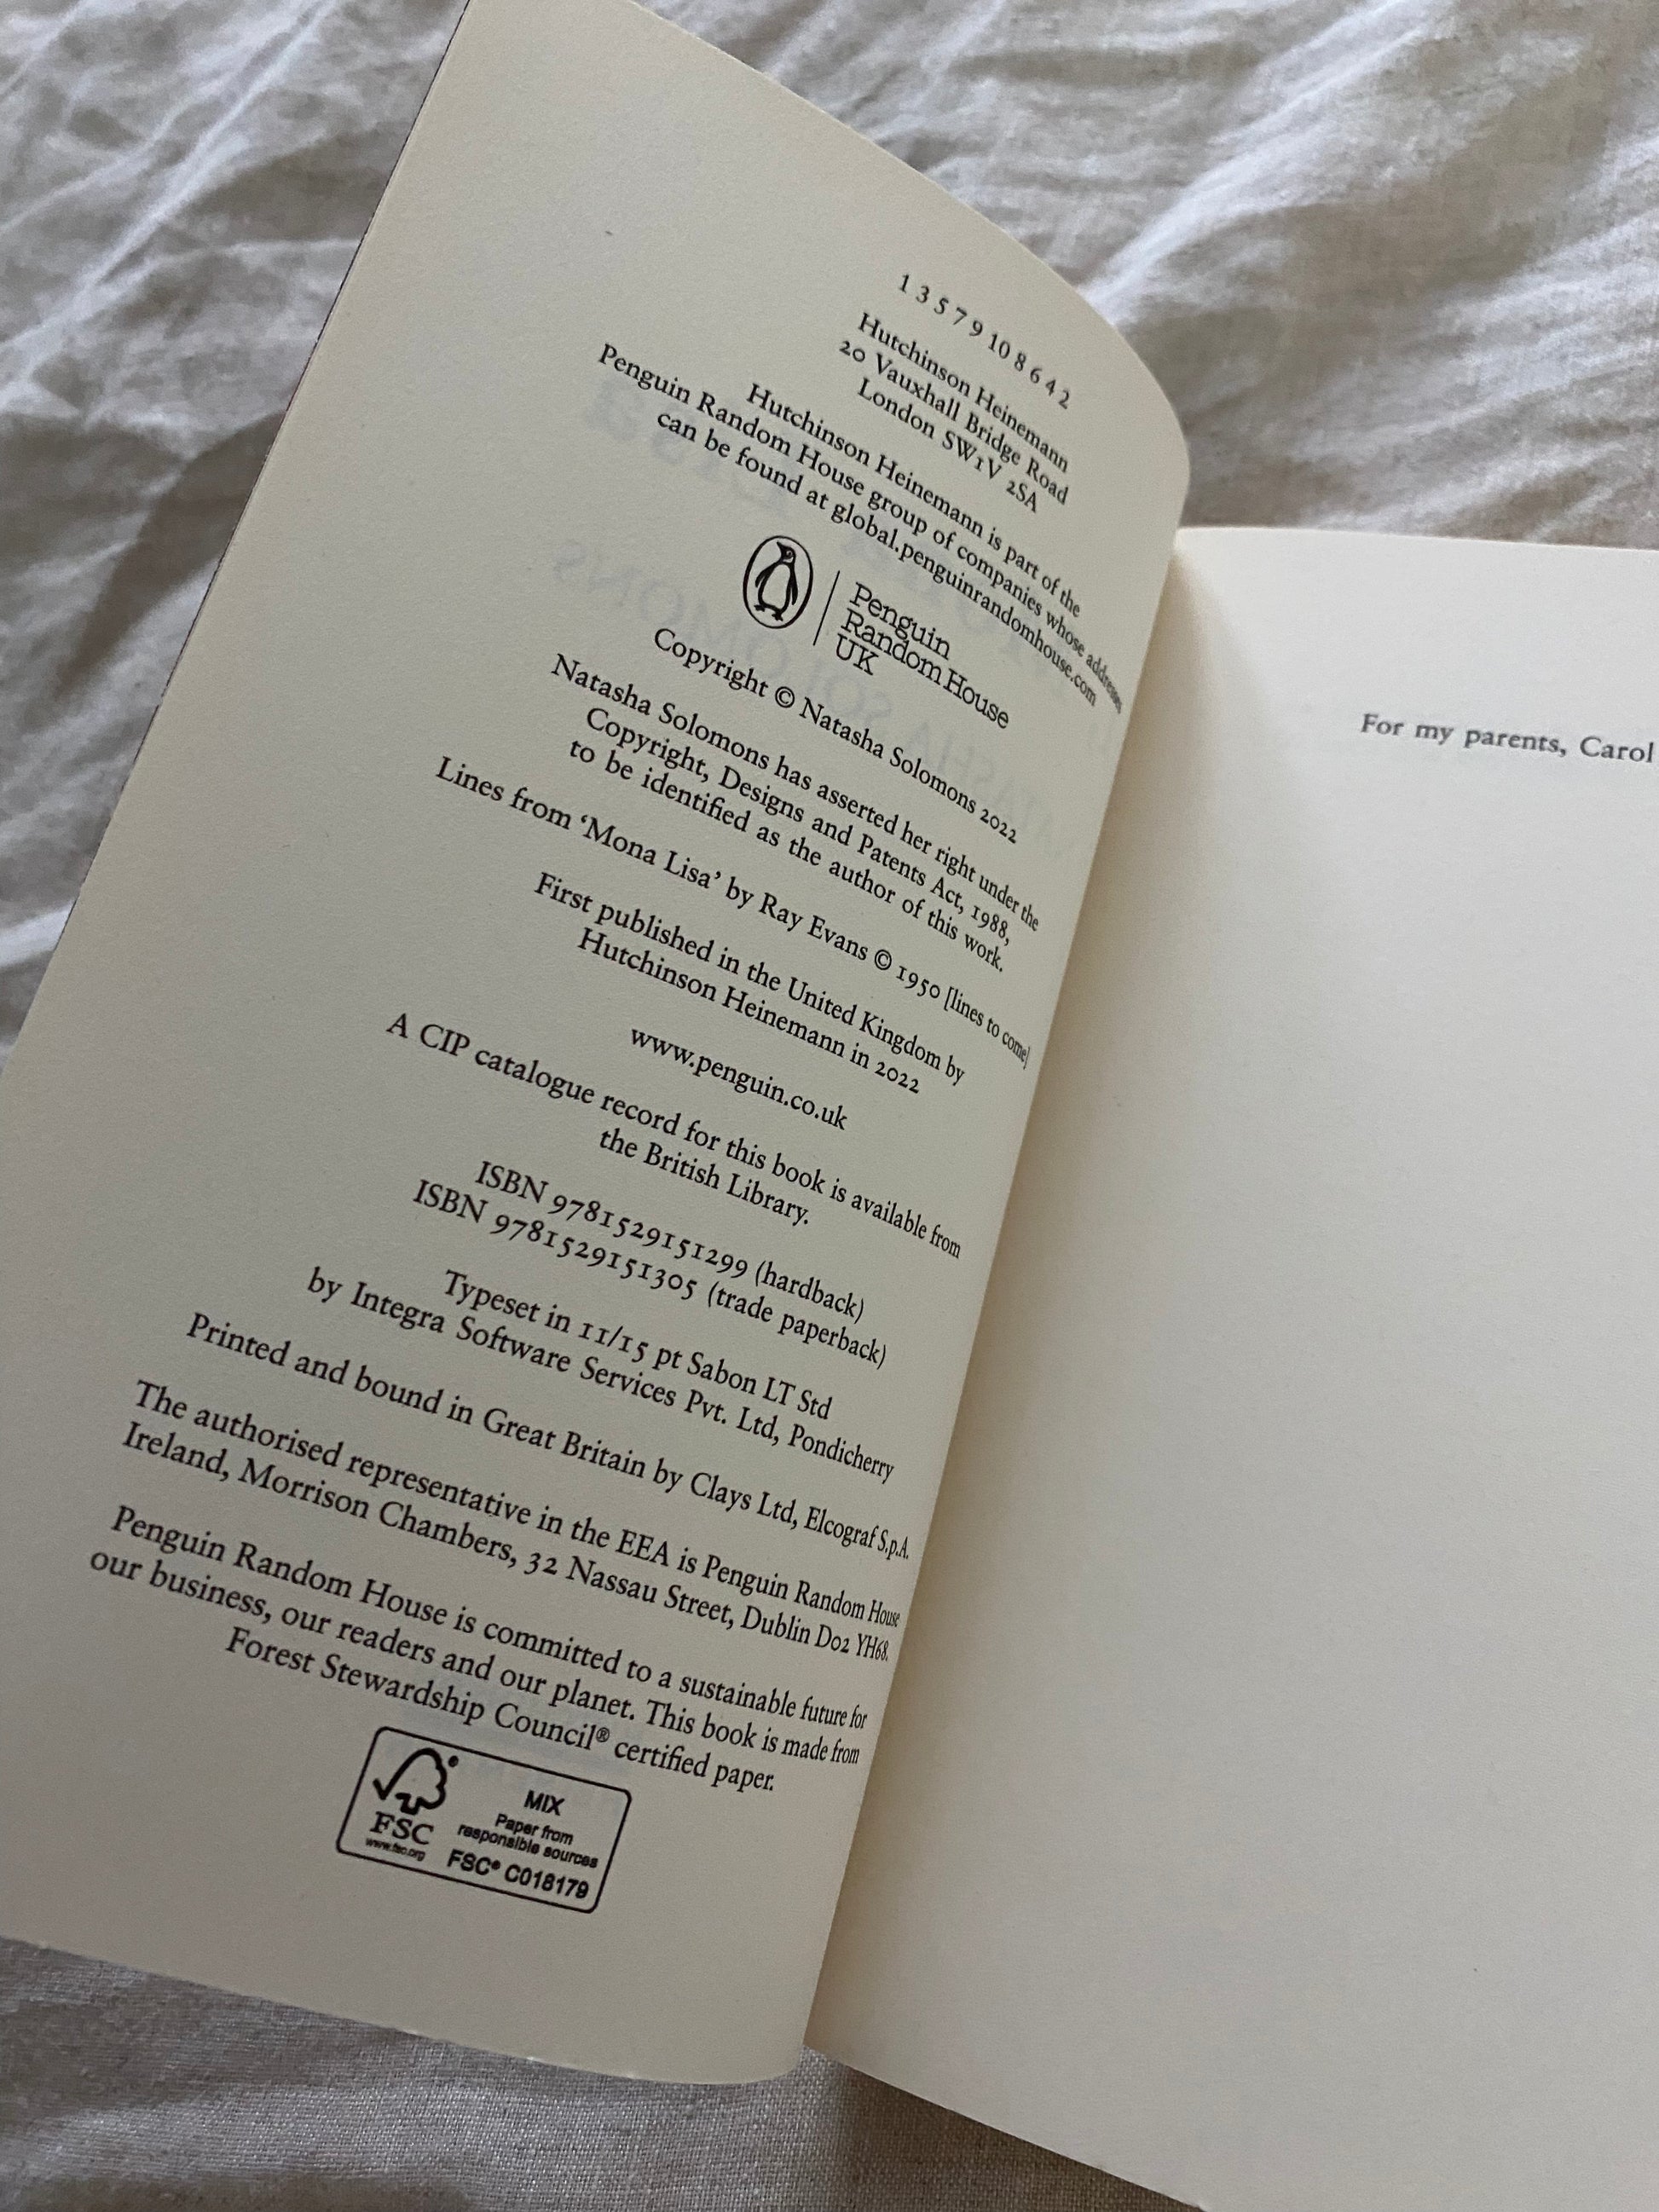 1 3 5 7 9 10 8 6 4 2
Hutchinson Heinemann
20 Vauxhall Bridge Road
London SW1V 2SA
Hutchinson Heinemann is part of the
Penguin Random House group of companies whose addresses
can be found at global.penguinrandomhouse.com
Penguin
Random House
UK
Copyright © Natasha Solomons 2022
Natasha Solomons has asserted her right under the
Copyright, Designs and Patents Act, 1988,
to be identified as the author of this work.
Lines from ‘Mona Lisa’ by Ray Evans © 1950 [lines to come]
First published in the United Kingdom by
Hutchinson Heinemann in 2022
www.penguin.co.uk
A CIP catalogue record for this book is available from
the British Library.
ISBN 9781529151299 (hardback)
ISBN 9781529151305 (trade paperback)
Typeset in 11/15 pt Sabon LT Std
by Integra Software Services Pvt. Ltd, Pondicherry
Printed and bound in Great Britain by Clays Ltd, Elcograf S.p.A.
The authorised representative in the EEA is Penguin Random House
Ireland, Morrison Chambers, 32 Nassau Street, Dublin D02 YH68.
Penguin Random House is committed to a sustainable future for
our business, our readers and our planet. This book is made from
Forest Stewardship Council® certified paper.
FSC
www.fsc.org
MIX
Paper from
responsible sources
FSC® C018179
For my parents, Carol